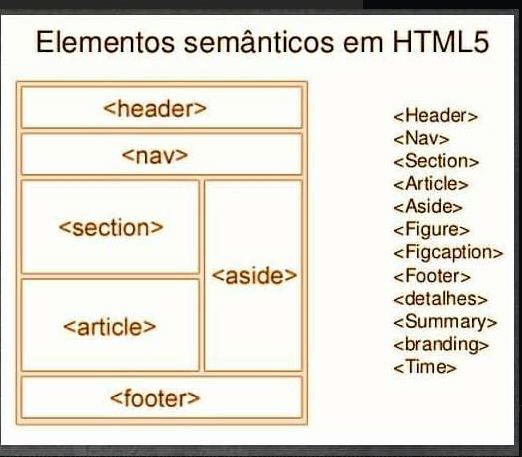 Elementos semânticos em HTML5
<header>
<nav>
<section>
<aside>
<article>
<footer>
<Header>
<Nav>
<Section>
<Article>
<Aside>
<Figure>
<Figcaption>
<Footer>
<detalhes>
<Summary>
<branding>
<Time>